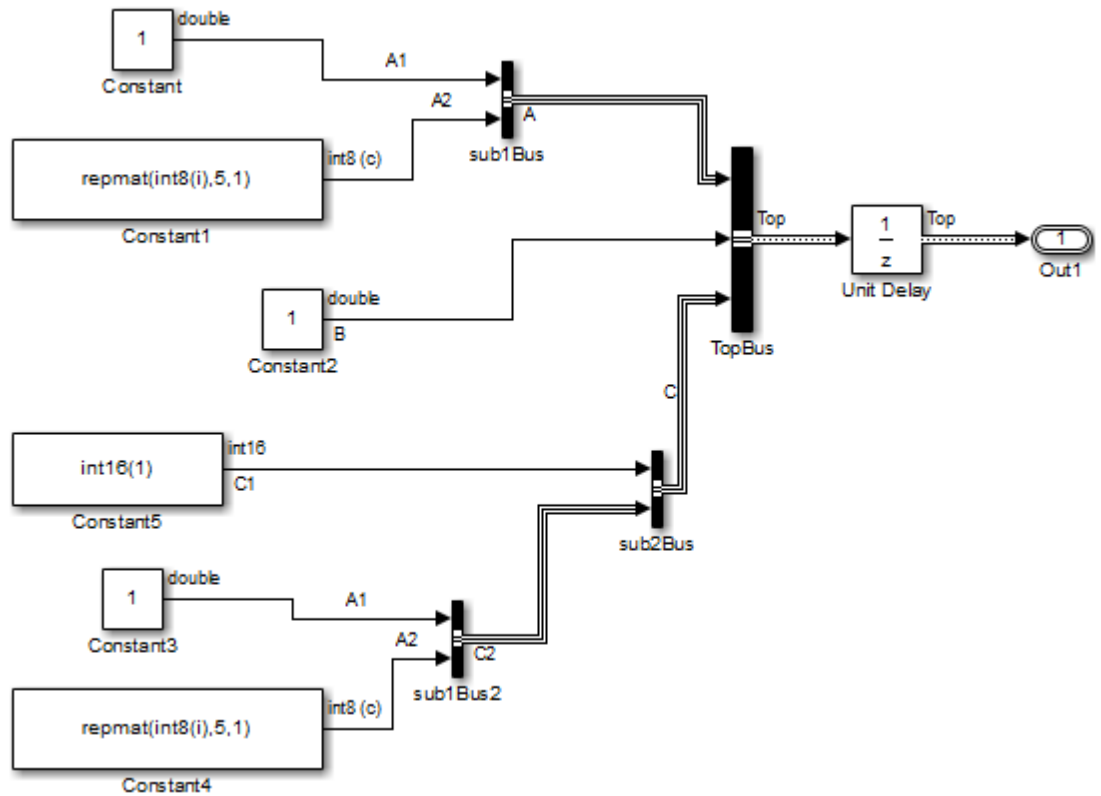 double
1
Constant
A1
A2
A
sub1Bus
repmat(int8(i),5,1)
int8 (c)
Constant1
Top
1
z
Unit Delay
Top
1
Out1
double
1
B
Constant2
TopBus
C
int16
int16(1)
C1
Constant5
sub2Bus
double
1
Constant3
A1
A2
C2
sub1Bus2
repmat(int8(i),5,1)
int8 (c)
Constant4